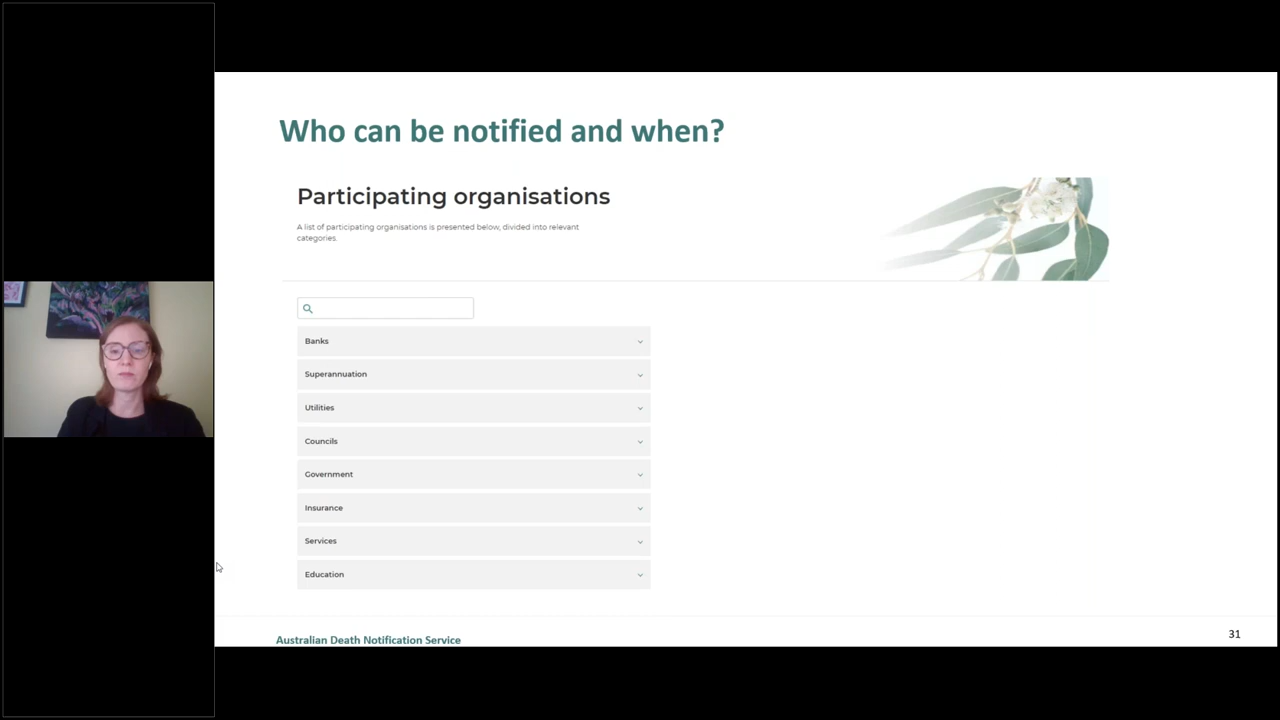 Who can be notified and when?
Participating organisations
A list of participating organisations is presented below, divided into relevant
categories.
Banks
Superannuation
Utilities
Councils
Government
Insurance
Services
Education
Australian Death Notification Service
31